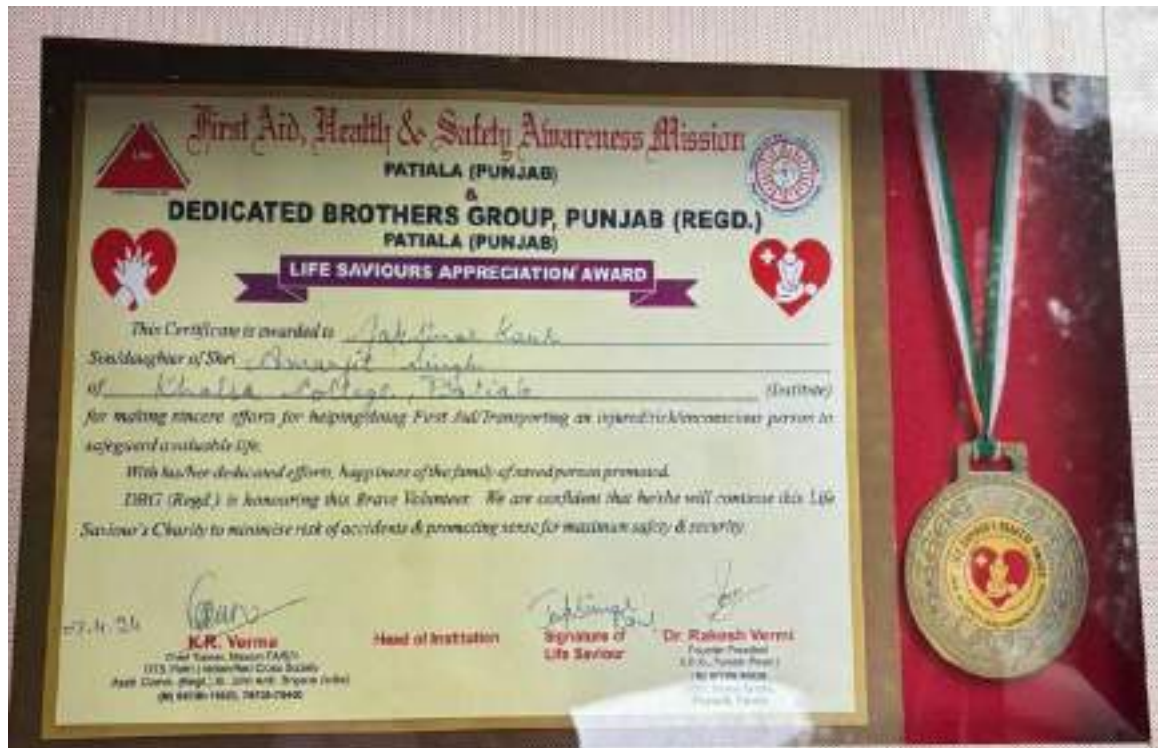 First Aid, Health & Safety Awareness Mission
PATIALA (PUNJAB)
&
DEDICATED BROTHERS GROUP, PUNJAB (REGD.)
PATIALA (PUNJAB)
LIFE SAVIOURS APPRECIATION AWARD
This Certificate is awarded to Kaur
Son/daughter of Shri Amarjit Singh
of Khalsa College, Patiala (Institute)
for making sincere efforts for helping/doing First Aid/Transporting an injured/sick/unconscious person to
safeguard a valuable life.
With his/her dedicated efforts, happiness of the family of saved person promoted.
DBG (Regd.) is honouring this Brave Volunteer. We are confident that he/she will continue this Life
Saviour's Charity to minimise risk of accidents & promoting sense for maximum safety & security.
K.R. Verma
Head of Institution
Signature of
Life Saviour
Dr. Rakesh Verma
Founder President